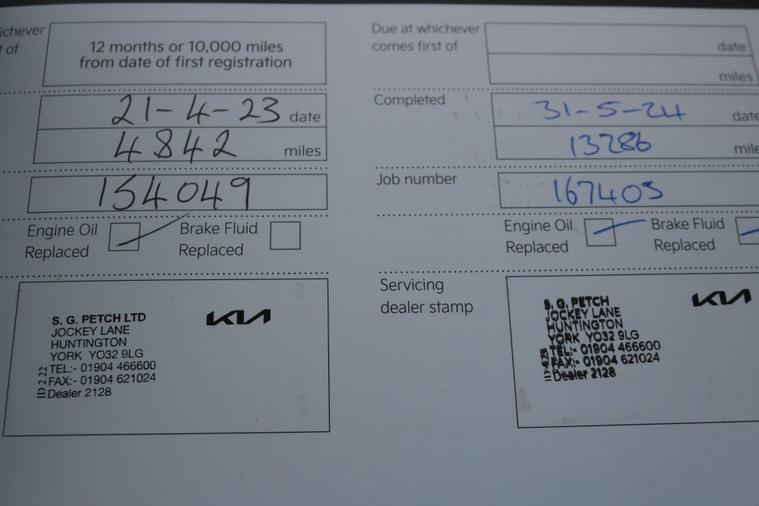 ichever
of
12 months or 10,000 miles
from date of first registration
21-4-23 date
4842 miles
154049
Engine Oil
Replaced
Brake Fluid
Replaced
S. G. PETCH LTD
JOCKEY LANE
HUNTINGTON
YORK YO32 9LG
TEL:- 01904 466600
FAX:- 01904 621024
Dealer 2128
KIA
Due at whichever
comes first of
date
miles
Completed
31-5-24 date
13286 mile
Job number
167405
Engine Oil
Replaced
Brake Fluid
Replaced
Servicing
dealer stamp
S. G. PETCH
JOCKEY LANE
HUNTINGTON
YORK YO32 9LG
TEL:- 01904 466600
FAX:- 01904 621024
Dealer 2128
KIA